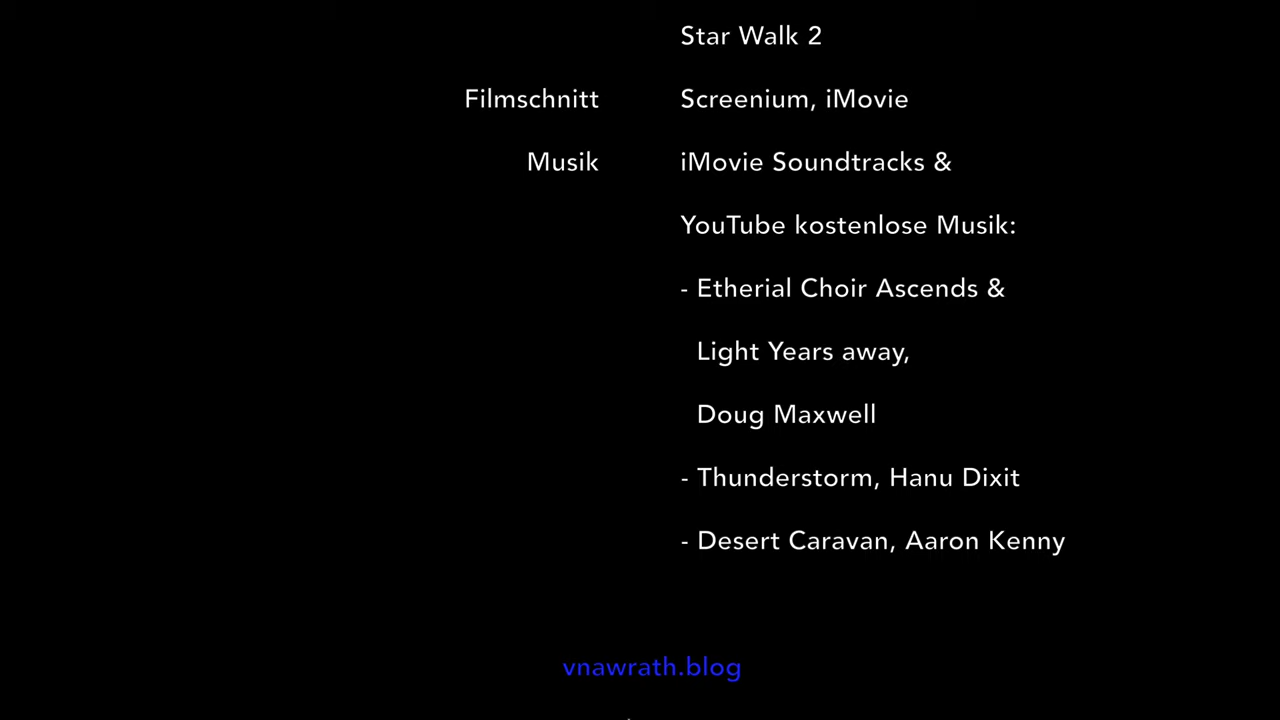 Star Walk 2
Filmschnitt Screenium, iMovie
Musik iMovie Soundtracks &
YouTube kostenlose Musik:
- Etherial Choir Ascends &
Light Years away,
Doug Maxwell
- Thunderstorm, Hanu Dixit
- Desert Caravan, Aaron Kenny
vnawrath.blog